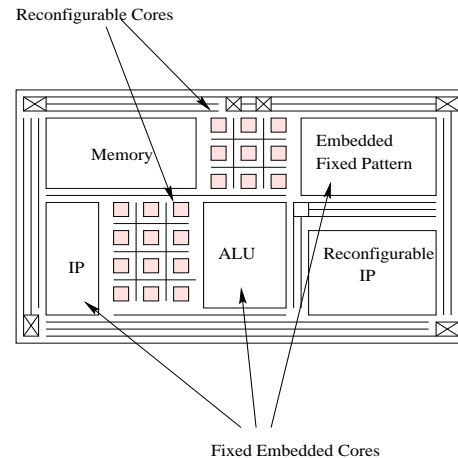 Reconfigurable Cores
Memory
Embedded
Fixed Pattern
IP
ALU
Reconfigurable
IP
Fixed Embedded Cores